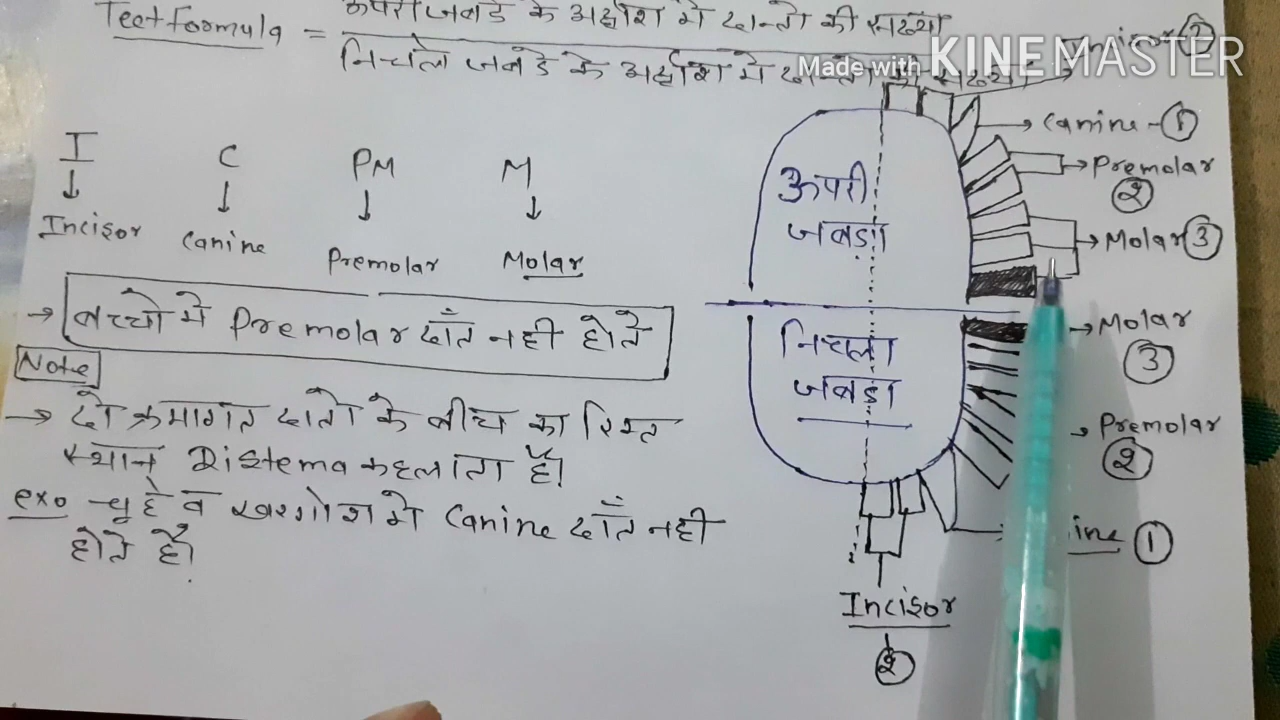 Teeth formula = ऊपरी जबडे के अर्धांश मे दान्तो की संख्या
निचले जबडे के अर्धांश मे दान्तो
Made with KINEMASTER
I C PM M
Incisor Canine Premolar Molar
→ बच्चो मे Premolar दाँत नही होते
Note
→ दो क्रमागत दातो के बीच का रिक्त
स्थान Distema कहलाता है।
exo चूहे व खरगोश मे Canine दाँत नही
होते है।
ऊपरी
जबडा
निचला
जबडा
Canine - 1
Premolar
2
Molar 3
Molar
3
Premolar
2
1
Incisor
2